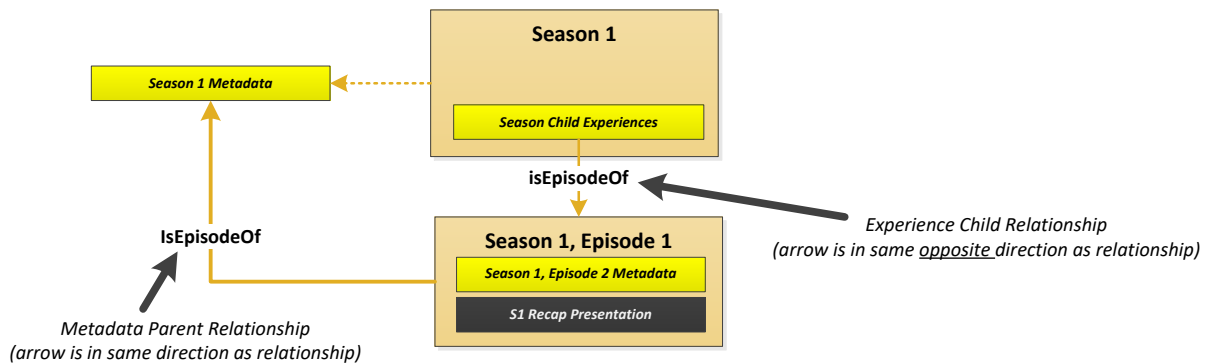 Season 1
Season 1 Metadata
Season Child Experiences
isEpisodeOf
Experience Child Relationship
(arrow is in same opposite direction as relationship)
IsEpisodeOf
Season 1, Episode 1
Season 1, Episode 2 Metadata
S1 Recap Presentation
Metadata Parent Relationship
(arrow is in same direction as relationship)